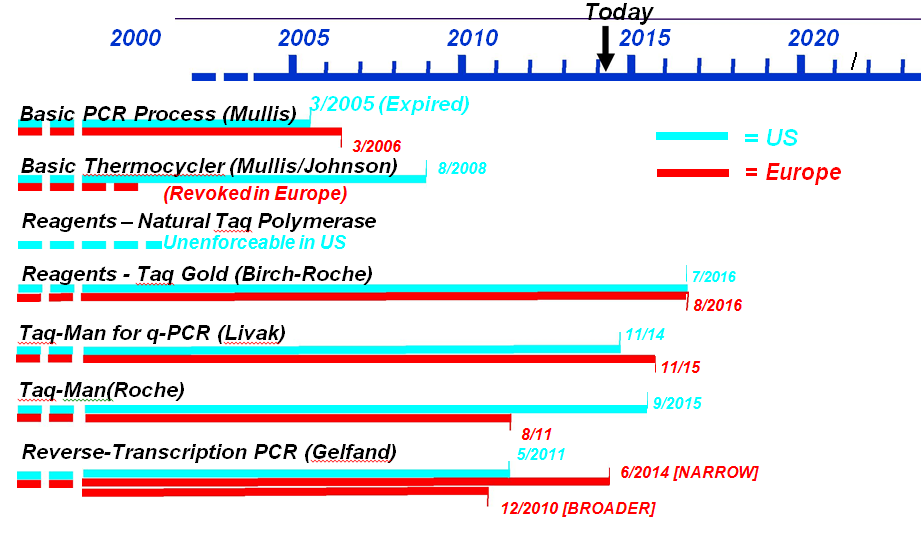 Today
2000 2005 2010 2015 2020
Basic PCR Process (Mullis)
3/2005 (Expired)
3/2006
= US
= Europe
Basic Thermocycler (Mullis/Johnson)
8/2008
(Revoked in Europe)
Reagents – Natural Taq Polymerase
Unenforceable in US
Reagents - Taq Gold (Birch-Roche)
7/2016
8/2016
Taq-Man for q-PCR (Livak)
11/14
11/15
Taq-Man(Roche)
9/2015
8/11
Reverse-Transcription PCR (Gelfand)
5/2011
6/2014 [NARROW]
12/2010 [BROADER]